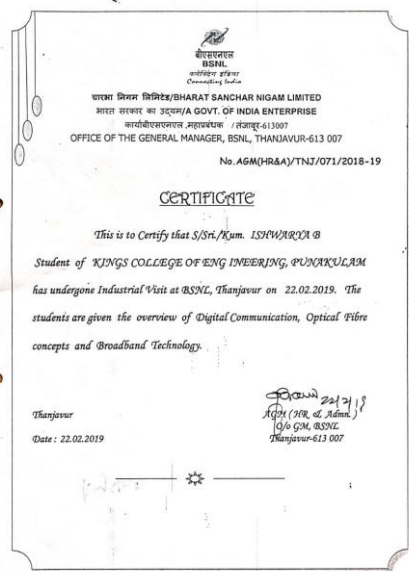 बीएसएनएल
BSNL
कनेक्टिंग इंडिया
Connecting India
भारत सरकार का उद्यम/A GOVT. OF INDIA ENTERPRISE
निगम लिमिटेड/BHARAT SANCHAR NIGAM LIMITED
OFFICE OF THE GENERAL MANAGER, BSNL, THANJAVUR-613 007
No. AGM(HR&A)/TNJ/071/2018-19
CERTIFICATE
This is to Certify that S/Sri./Kum. ISHWARYA B
Student of KINGS COLLEGE OF ENG INEERING, PUNAKULAM
has undergone Industrial Visit at BSNL, Thanjavur on 22.02.2019. The
students are given the overview of Digital Communication, Optical Fibre
concepts and Broadband Technology.
22/2/19
Thanjavur
AGM (HR & Admn.)
O/o GM, BSNL
Date : 22.02.2019
Thanjavur-613 007